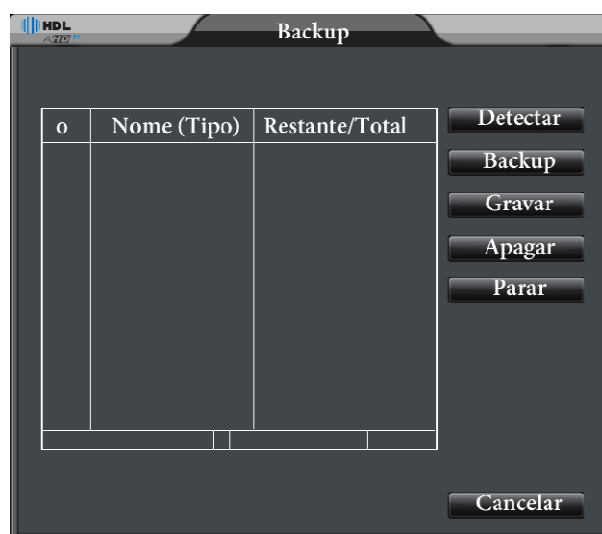 HDL
AHD
Backup
o Nome (Tipo) Restante/Total
Detectar
Backup
Gravar
Apagar
Parar
Cancelar